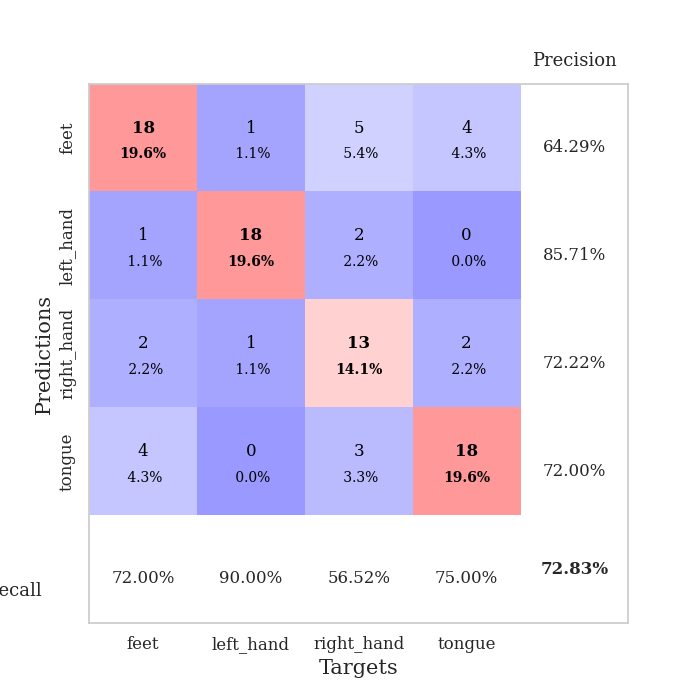 Precision
feet
18 1 5 4
19.6% 1.1% 5.4% 4.3%
64.29%
left_hand
1 18 2 0
1.1% 19.6% 2.2% 0.0%
85.71%
Predictions
right_hand
2 1 13 2
2.2% 1.1% 14.1% 2.2%
72.22%
tongue
4 0 3 18
4.3% 0.0% 3.3% 19.6%
72.00%
ecall
72.00% 90.00% 56.52% 75.00% 72.83%
feet left_hand right_hand tongue
Targets